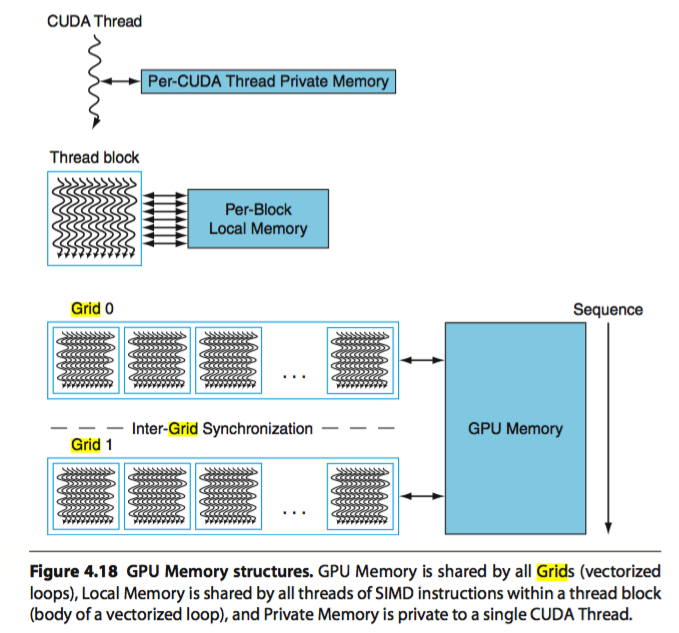 CUDA Thread
Per-CUDA Thread Private Memory
Thread block
Per-Block
Local Memory
Grid 0
Sequence
. . .
Inter-Grid Synchronization
GPU Memory
Grid 1
. . .
Figure 4.18 GPU Memory structures. GPU Memory is shared by all Grids (vectorized
loops), Local Memory is shared by all threads of SIMD instructions within a thread block
(body of a vectorized loop), and Private Memory is private to a single CUDA Thread.